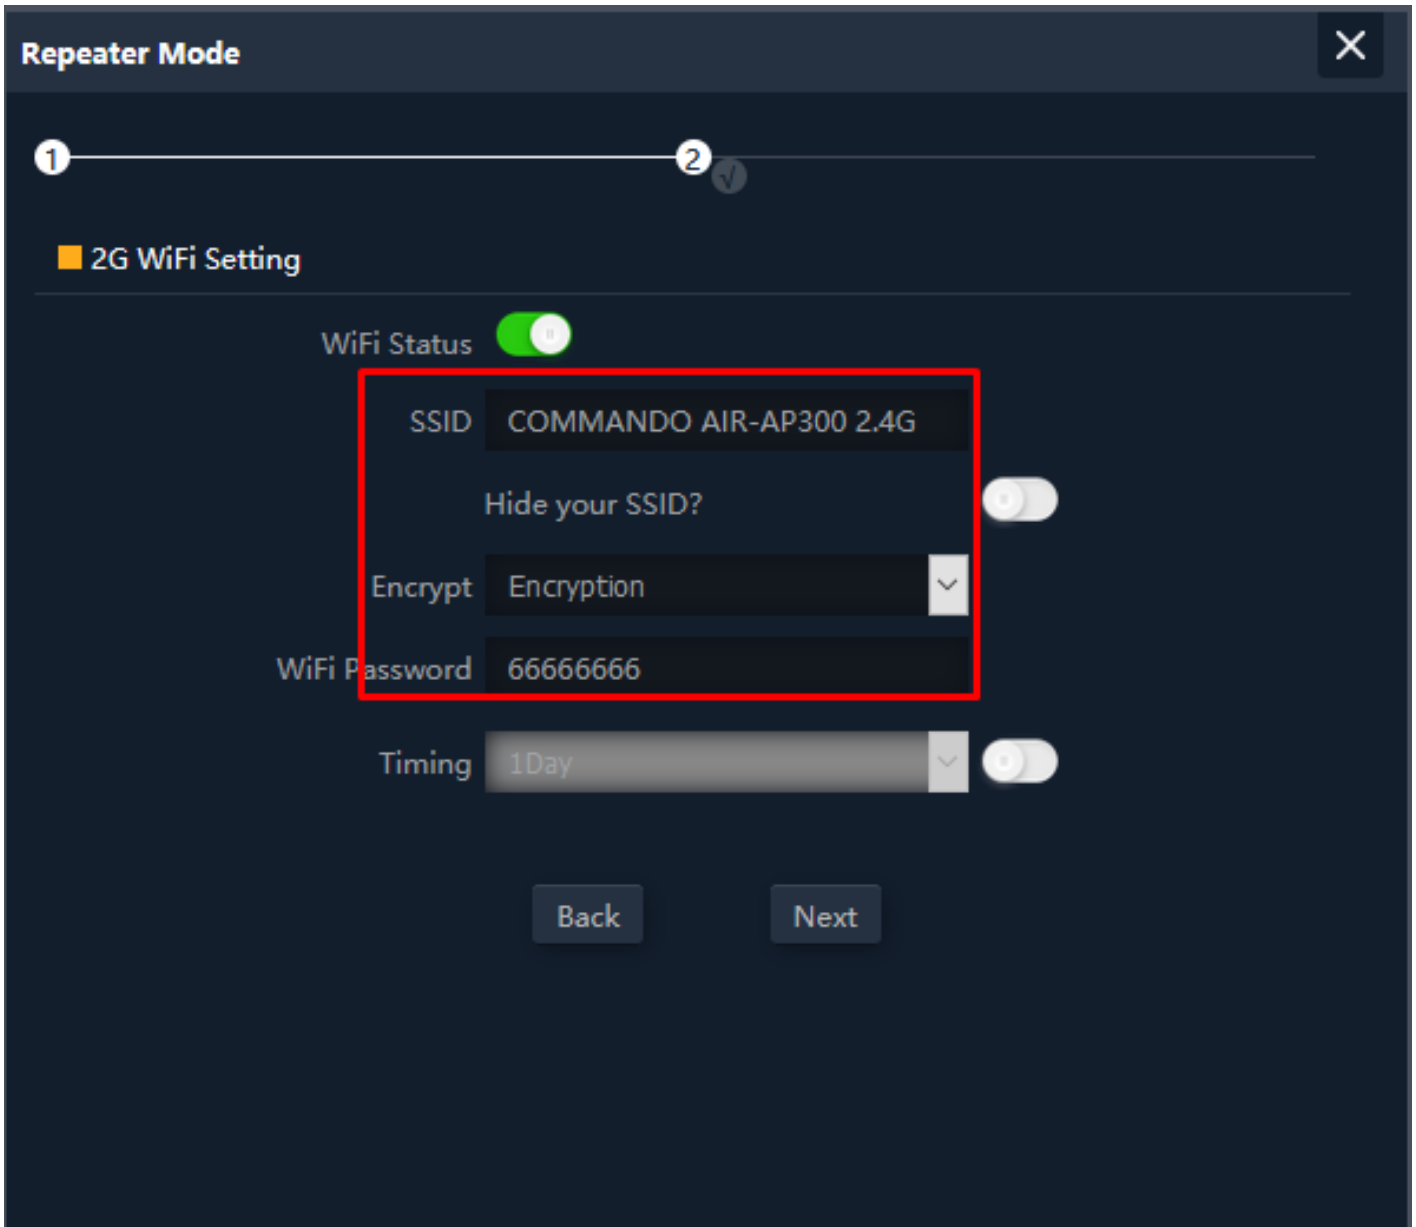 Repeater Mode
1 2 √
2G WiFi Setting
WiFi Status
SSID COMMANDO AIR-AP300 2.4G
Hide your SSID?
Encrypt Encryption
WiFi Password 66666666
Timing 1Day
Back Next